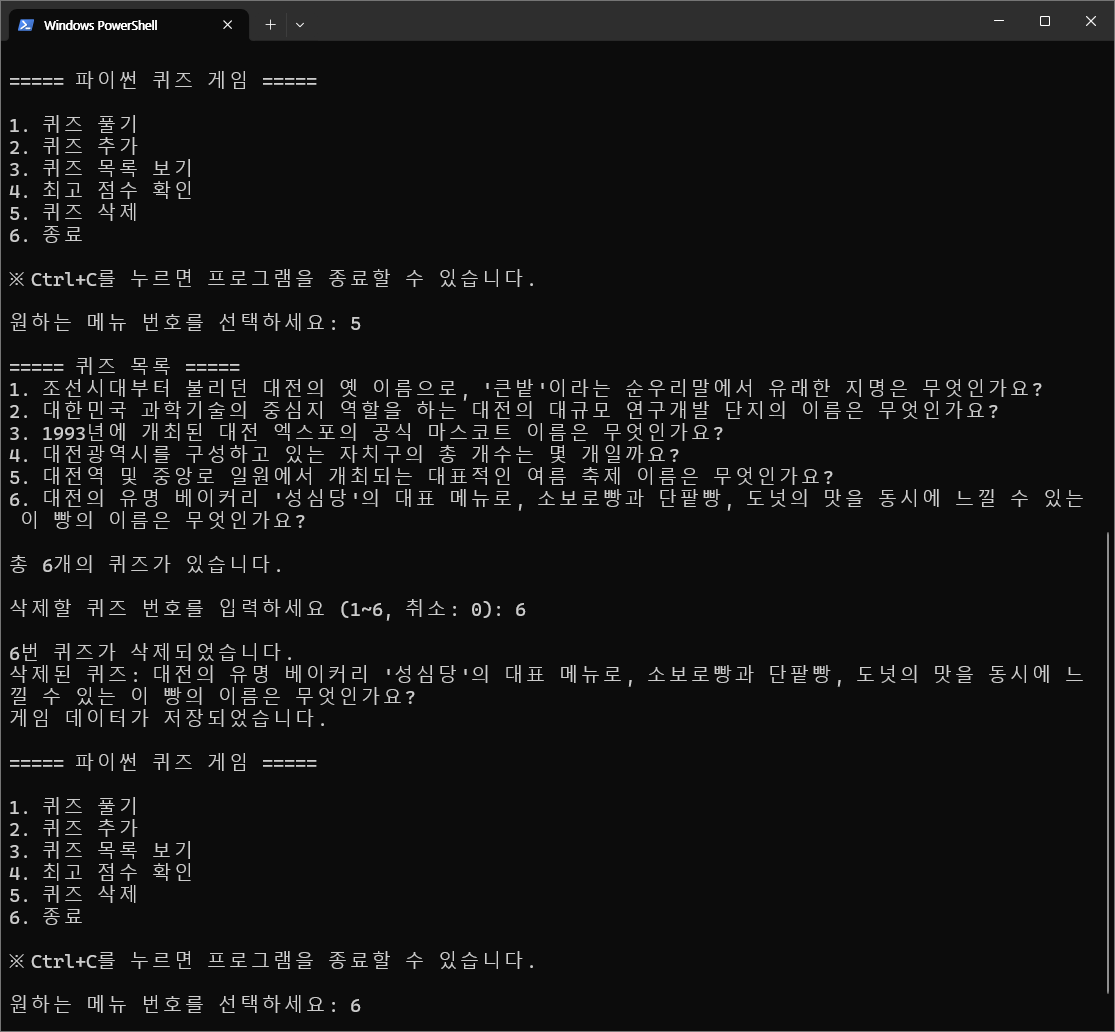 Windows PowerShell
===== 파이썬 퀴즈 게임 =====
1. 퀴즈 풀기
2. 퀴즈 추가
3. 퀴즈 목록 보기
4. 최고 점수 확인
5. 퀴즈 삭제
6. 종료
※ Ctrl+C를 누르면 프로그램을 종료할 수 있습니다.
원하는 메뉴 번호를 선택하세요: 5
===== 퀴즈 목록 =====
1. 조선시대부터 불리던 대전의 옛 이름으로, '큰밭'이라는 순우리말에서 유래한 지명은 무엇인가요?
2. 대한민국 과학기술의 중심지 역할을 하는 대전의 대규모 연구개발 단지의 이름은 무엇인가요?
3. 1993년에 개최된 대전 엑스포의 공식 마스코트 이름은 무엇인가요?
4. 대전광역시를 구성하고 있는 자치구의 총 개수는 몇 개일까요?
5. 대전역 및 중앙로 일원에서 개최되는 대표적인 여름 축제 이름은 무엇인가요?
6. 대전의 유명 베이커리 '성심당'의 대표 메뉴로, 소보로빵과 단팥빵, 도넛의 맛을 동시에 느낄 수 있는
이 빵의 이름은 무엇인가요?
총 6개의 퀴즈가 있습니다.
삭제할 퀴즈 번호를 입력하세요 (1~6, 취소: 0): 6
6번 퀴즈가 삭제되었습니다.
삭제된 퀴즈: 대전의 유명 베이커리 '성심당'의 대표 메뉴로, 소보로빵과 단팥빵, 도넛의 맛을 동시에 느
낄 수 있는 이 빵의 이름은 무엇인가요?
게임 데이터가 저장되었습니다.
===== 파이썬 퀴즈 게임 =====
1. 퀴즈 풀기
2. 퀴즈 추가
3. 퀴즈 목록 보기
4. 최고 점수 확인
5. 퀴즈 삭제
6. 종료
※ Ctrl+C를 누르면 프로그램을 종료할 수 있습니다.
원하는 메뉴 번호를 선택하세요: 6